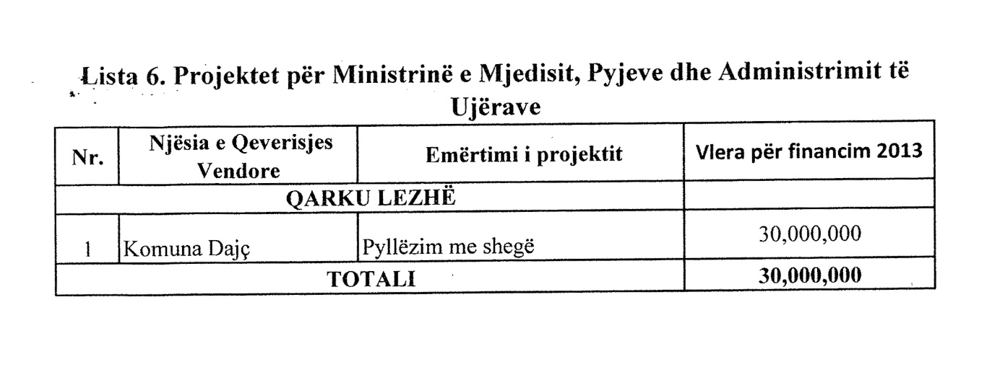 Lista 6. Projektet për Ministrinë e Mjedisit, Pyjeve dhe Administrimit të
Ujërave
Nr.
Njësia e Qeverisjes
Vendore
Emërtimi i projektit
Vlera për financim 2013
QARKU LEZHË
1
Komuna Dajç
Pyllëzim me shegë
30,000,000
TOTALI
30,000,000